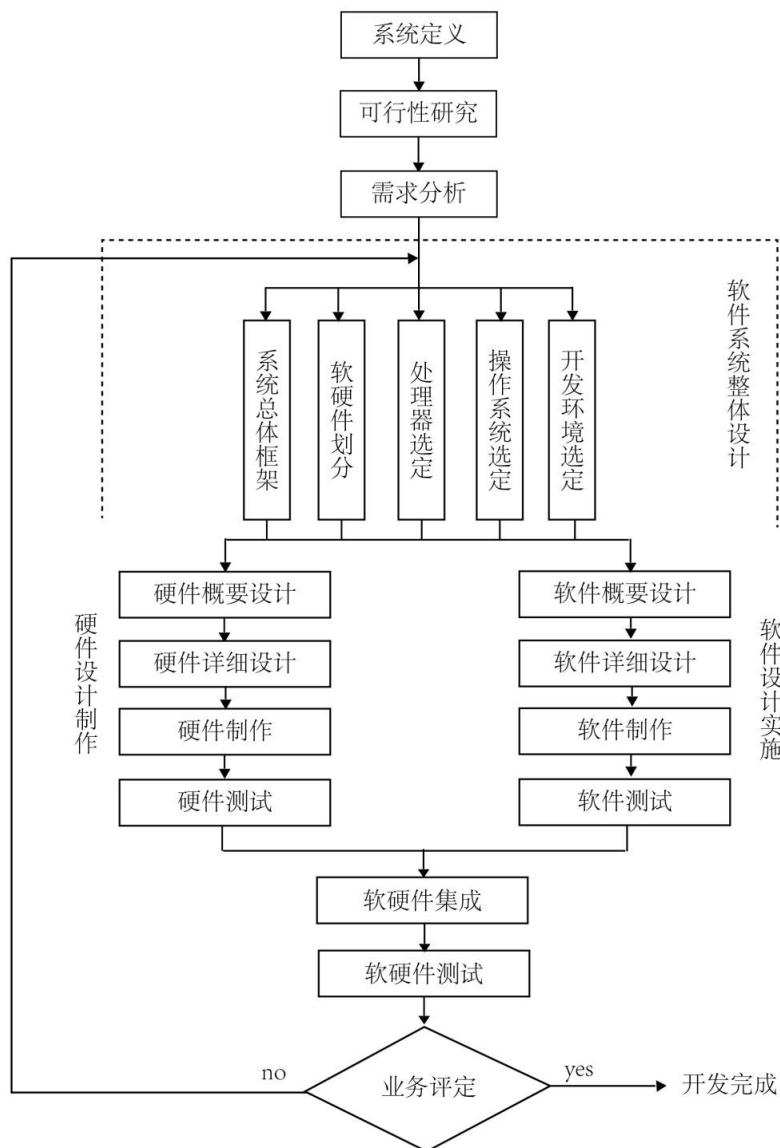 系统定义
可行性研究
需求分析
软件系统整体设计
系统总体框架
软硬件划分
处理器选定
操作系统选定
开发环境选定
硬件设计制作
硬件概要设计
硬件详细设计
硬件制作
硬件测试
软件概要设计
软件详细设计
软件制作
软件测试
软件设计实施
软硬件集成
软硬件测试
业务评定
no
yes
开发完成